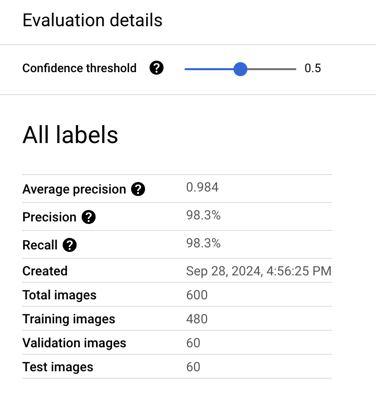 Evaluation details
Confidence threshold ? 0.5
All labels
Average precision ? 0.984
Precision ? 98.3%
Recall ? 98.3%
Created Sep 28, 2024, 4:56:25 PM
Total images 600
Training images 480
Validation images 60
Test images 60